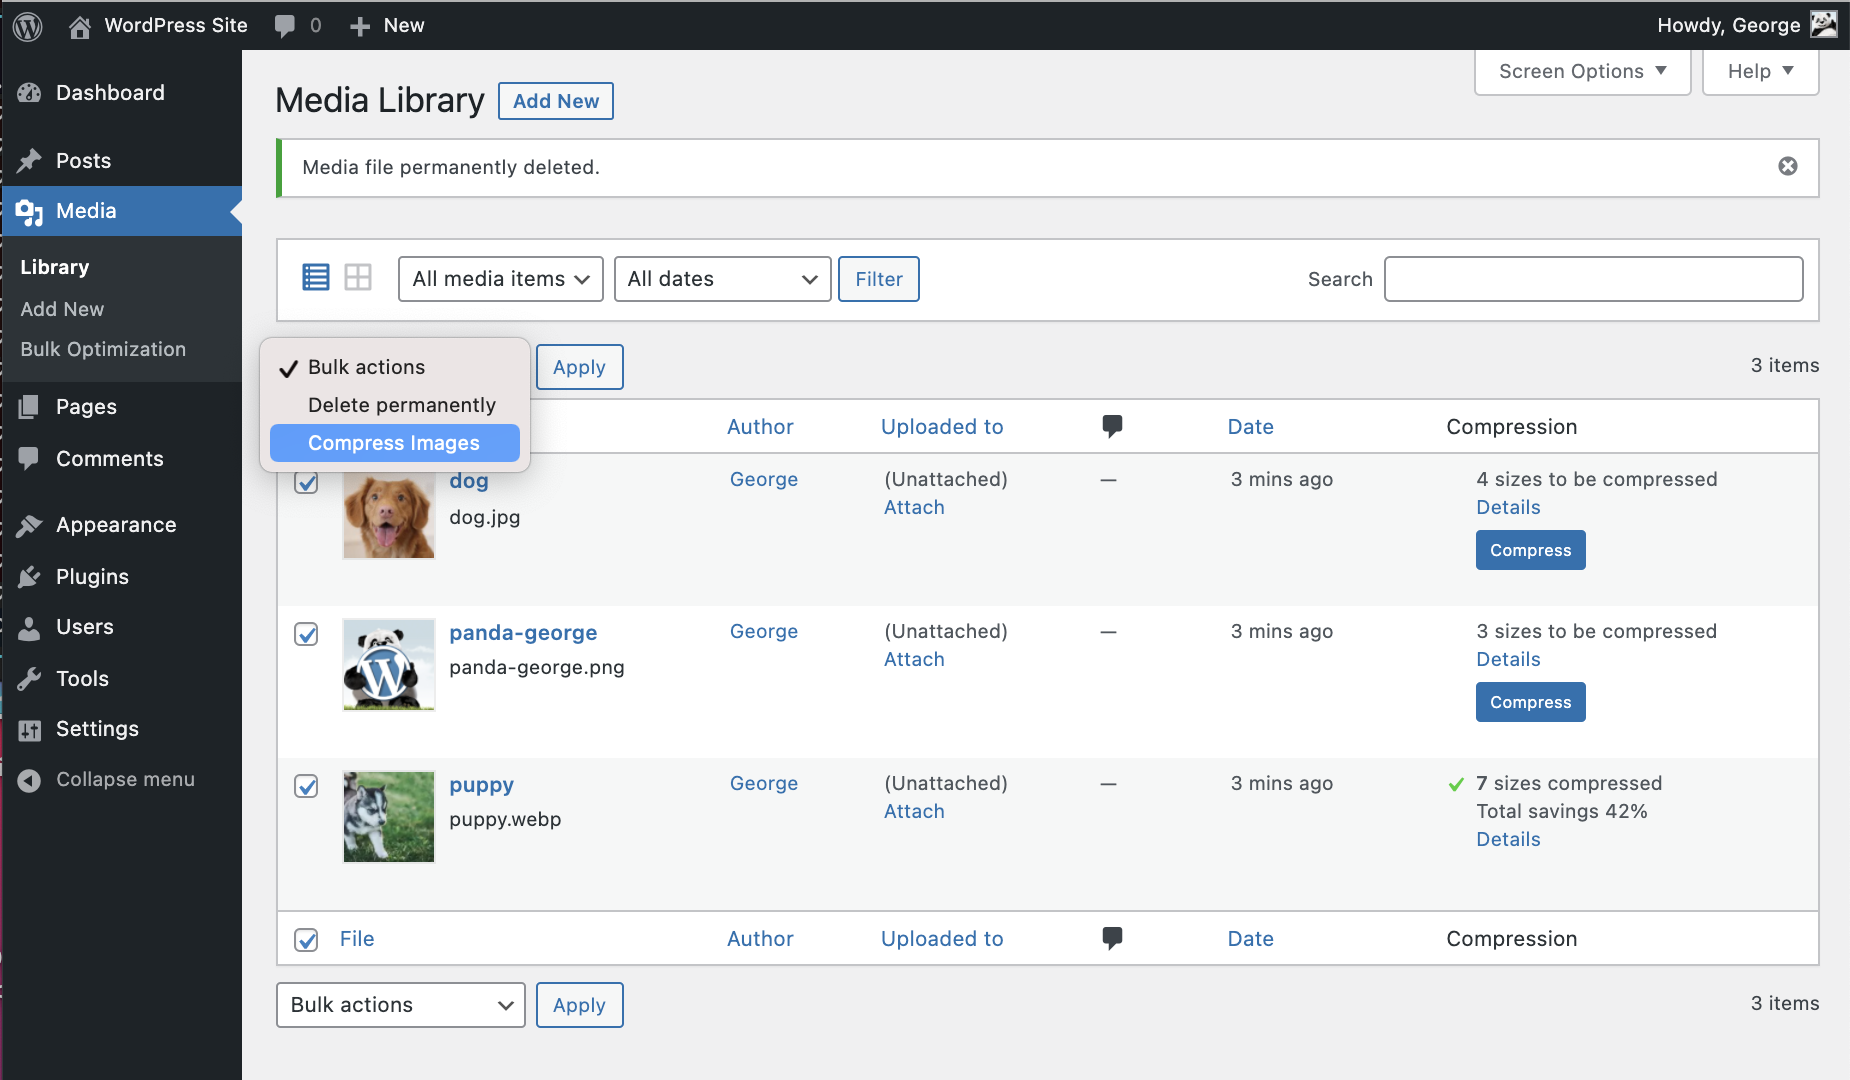 WordPress Site
0
New
Howdy, George
Dashboard
Posts
Media
Library
Add New
Bulk Optimization
Pages
Comments
Appearance
Plugins
Users
Tools
Settings
Collapse menu
Screen Options
Help
Media Library
Add New
Media file permanently deleted.
All media items
All dates
Filter
Search
Bulk actions
Delete permanently
Compress Images
Apply
3 items
Author
Uploaded to
Date
Compression
dog
dog.jpg
George
(Unattached)
Attach
—
3 mins ago
4 sizes to be compressed
Details
Compress
panda-george
panda-george.png
George
(Unattached)
Attach
—
3 mins ago
3 sizes to be compressed
Details
Compress
puppy
puppy.webp
George
(Unattached)
Attach
—
3 mins ago
7 sizes compressed
Total savings 42%
Details
File
Author
Uploaded to
Date
Compression
Bulk actions
Apply
3 items